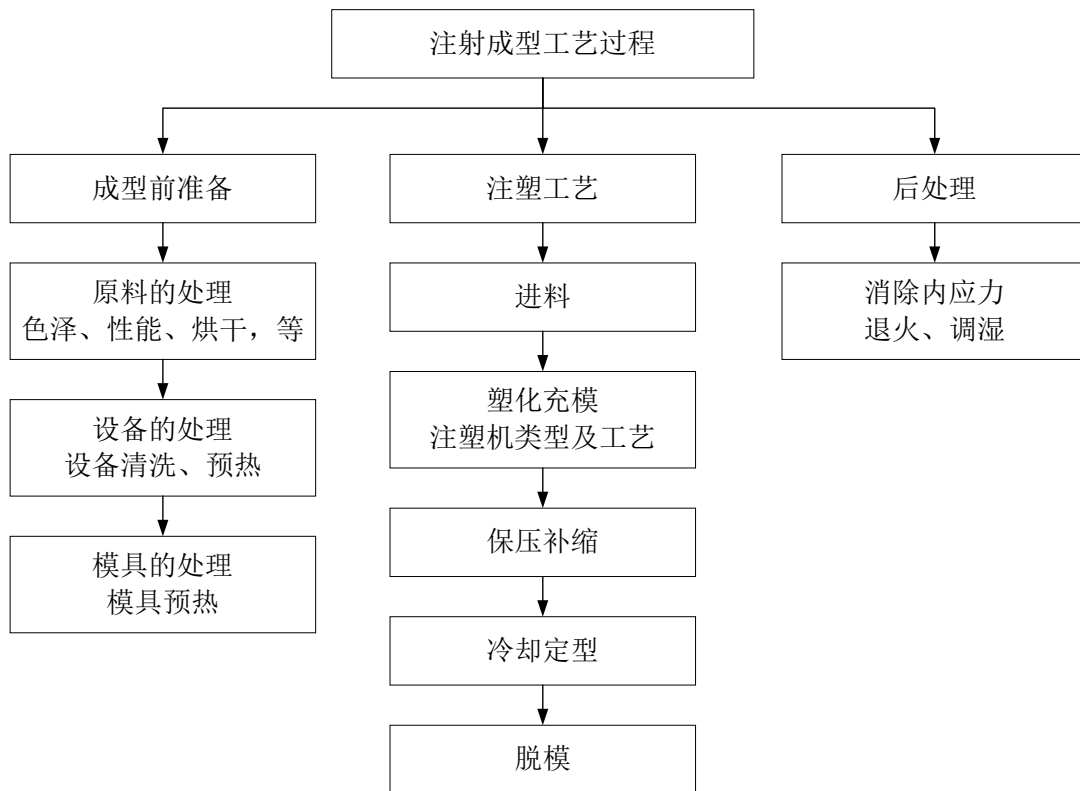 注射成型工艺过程
成型前准备
原料的处理
色泽、性能、烘干，等
设备的处理
设备清洗、预热
模具的处理
模具预热
注塑工艺
进料
塑化充模
注塑机类型及工艺
保压补缩
冷却定型
脱模
后处理
消除内应力
退火、调湿